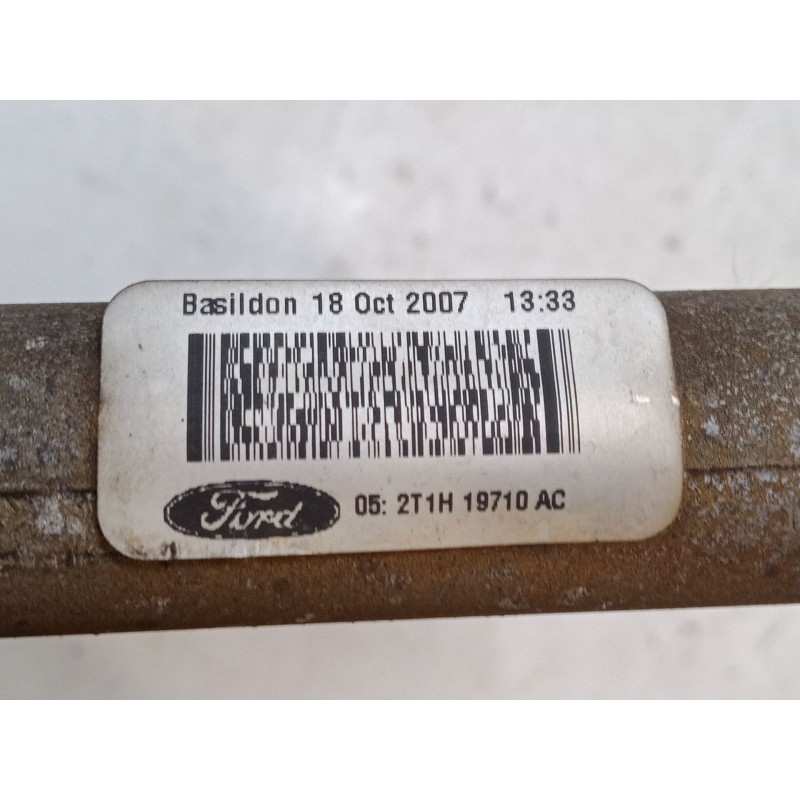 Basildon 18 Oct 2007 13:33
Ford 05: 2T1H 19710 AC